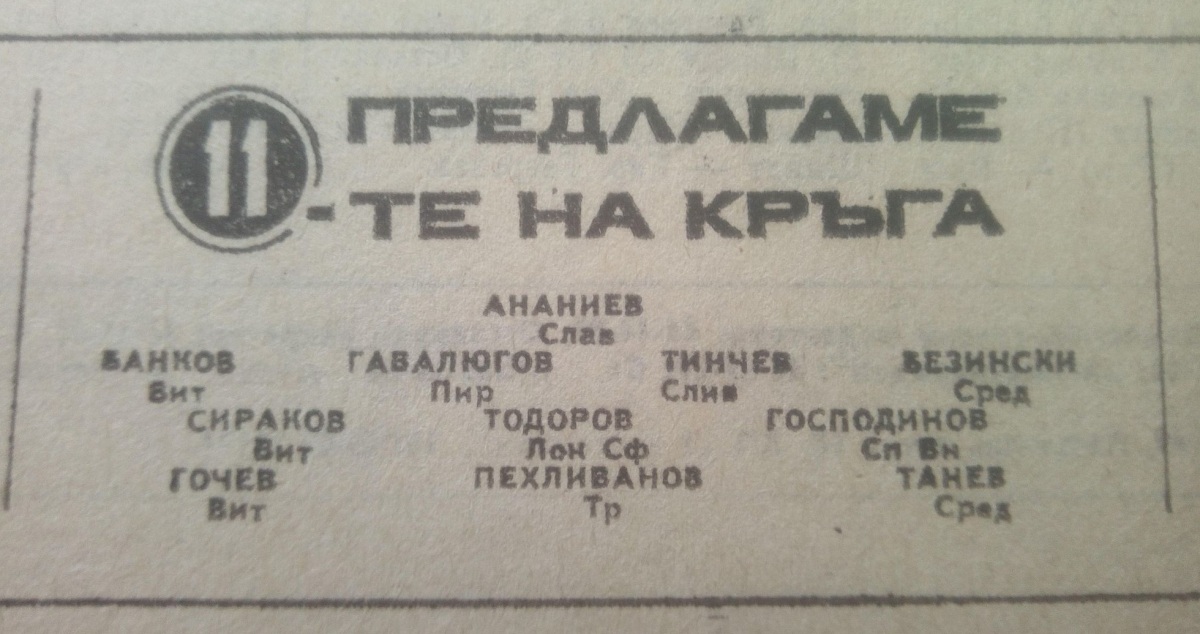 ПРЕДЛАГАМЕ
11-ТЕ НА КРЪГА
АНАНИЕВ
Слав
БАНКОВ ГАБАЛЮГОВ ТИНЧЕВ БЕЗИНСКИ
Вит Пир Слив Сред
СИРАКОВ ТОДОРОВ ГОСПОДИНОВ
Вит Лок Сф Сп Вн
ГОЧЕВ ПЕХЛИВАНОВ ТАНЕВ
Вит Тр Сред